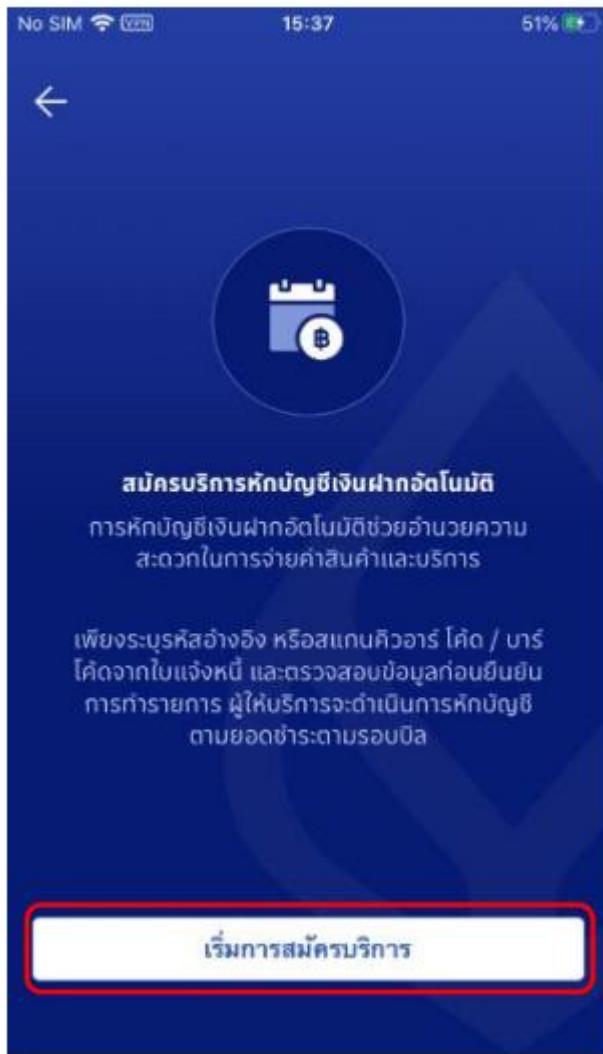 No SIM VPN 15:37 51%
฿
สมัครบริการหักบัญชีเงินฝากอัตโนมัติ
การหักบัญชีเงินฝากอัตโนมัติช่วยอำนวยความ
สะดวกในการจ่ายค่าสินค้าและบริการ
เพียงระบุรหัสอ้างอิง หรือสแกนคิวอาร์ โค้ด / บาร์
โค้ดจากใบแจ้งหนี้ และตรวจสอบข้อมูลก่อนยืนยัน
การทำรายการ ผู้ให้บริการจะดำเนินการหักบัญชี
ตามยอดชำระตามรอบบิล
เริ่มการสมัครบริการ